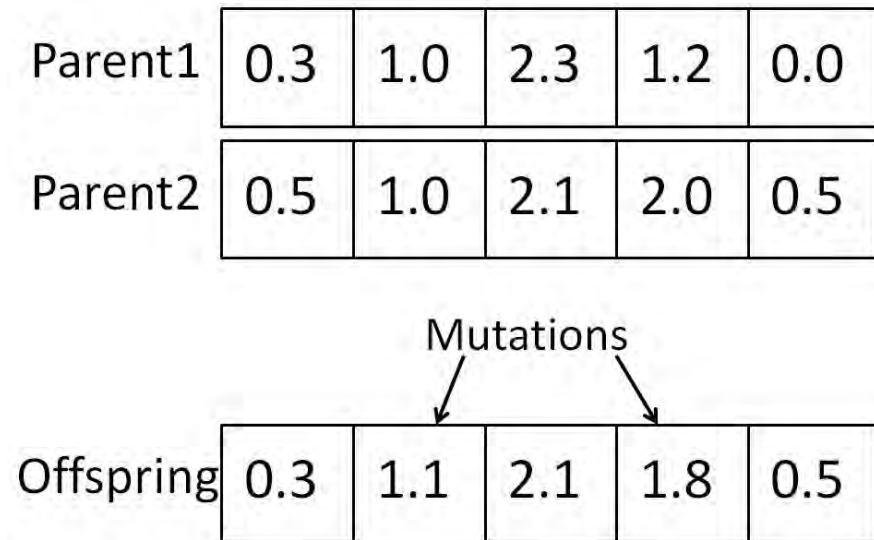 Parent1 0.3 1.0 2.3 1.2 0.0
Parent2 0.5 1.0 2.1 2.0 0.5
Mutations
Offspring 0.3 1.1 2.1 1.8 0.5